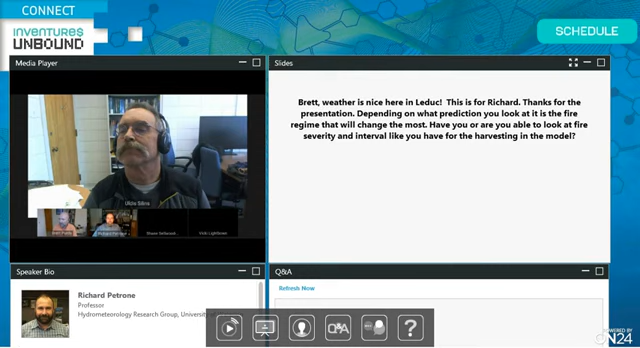 CONNECT
INVENTURES
UNBOUND
SCHEDULE
Media Player
Slides
Brett, weather is nice here in Leduc! This is for Richard. Thanks for the
presentation. Depending on what prediction you look at it is the fire
regime that will change the most. Have you or are you able to look at fire
severity and interval like you have for the harvesting in the model?
Uldis Silins
Speaker Bio
Richard Petrone
Professor
Hydrometeorology Research Group, University
Q&A
Refresh Now
Q&A
?
POWERED BY
ON24